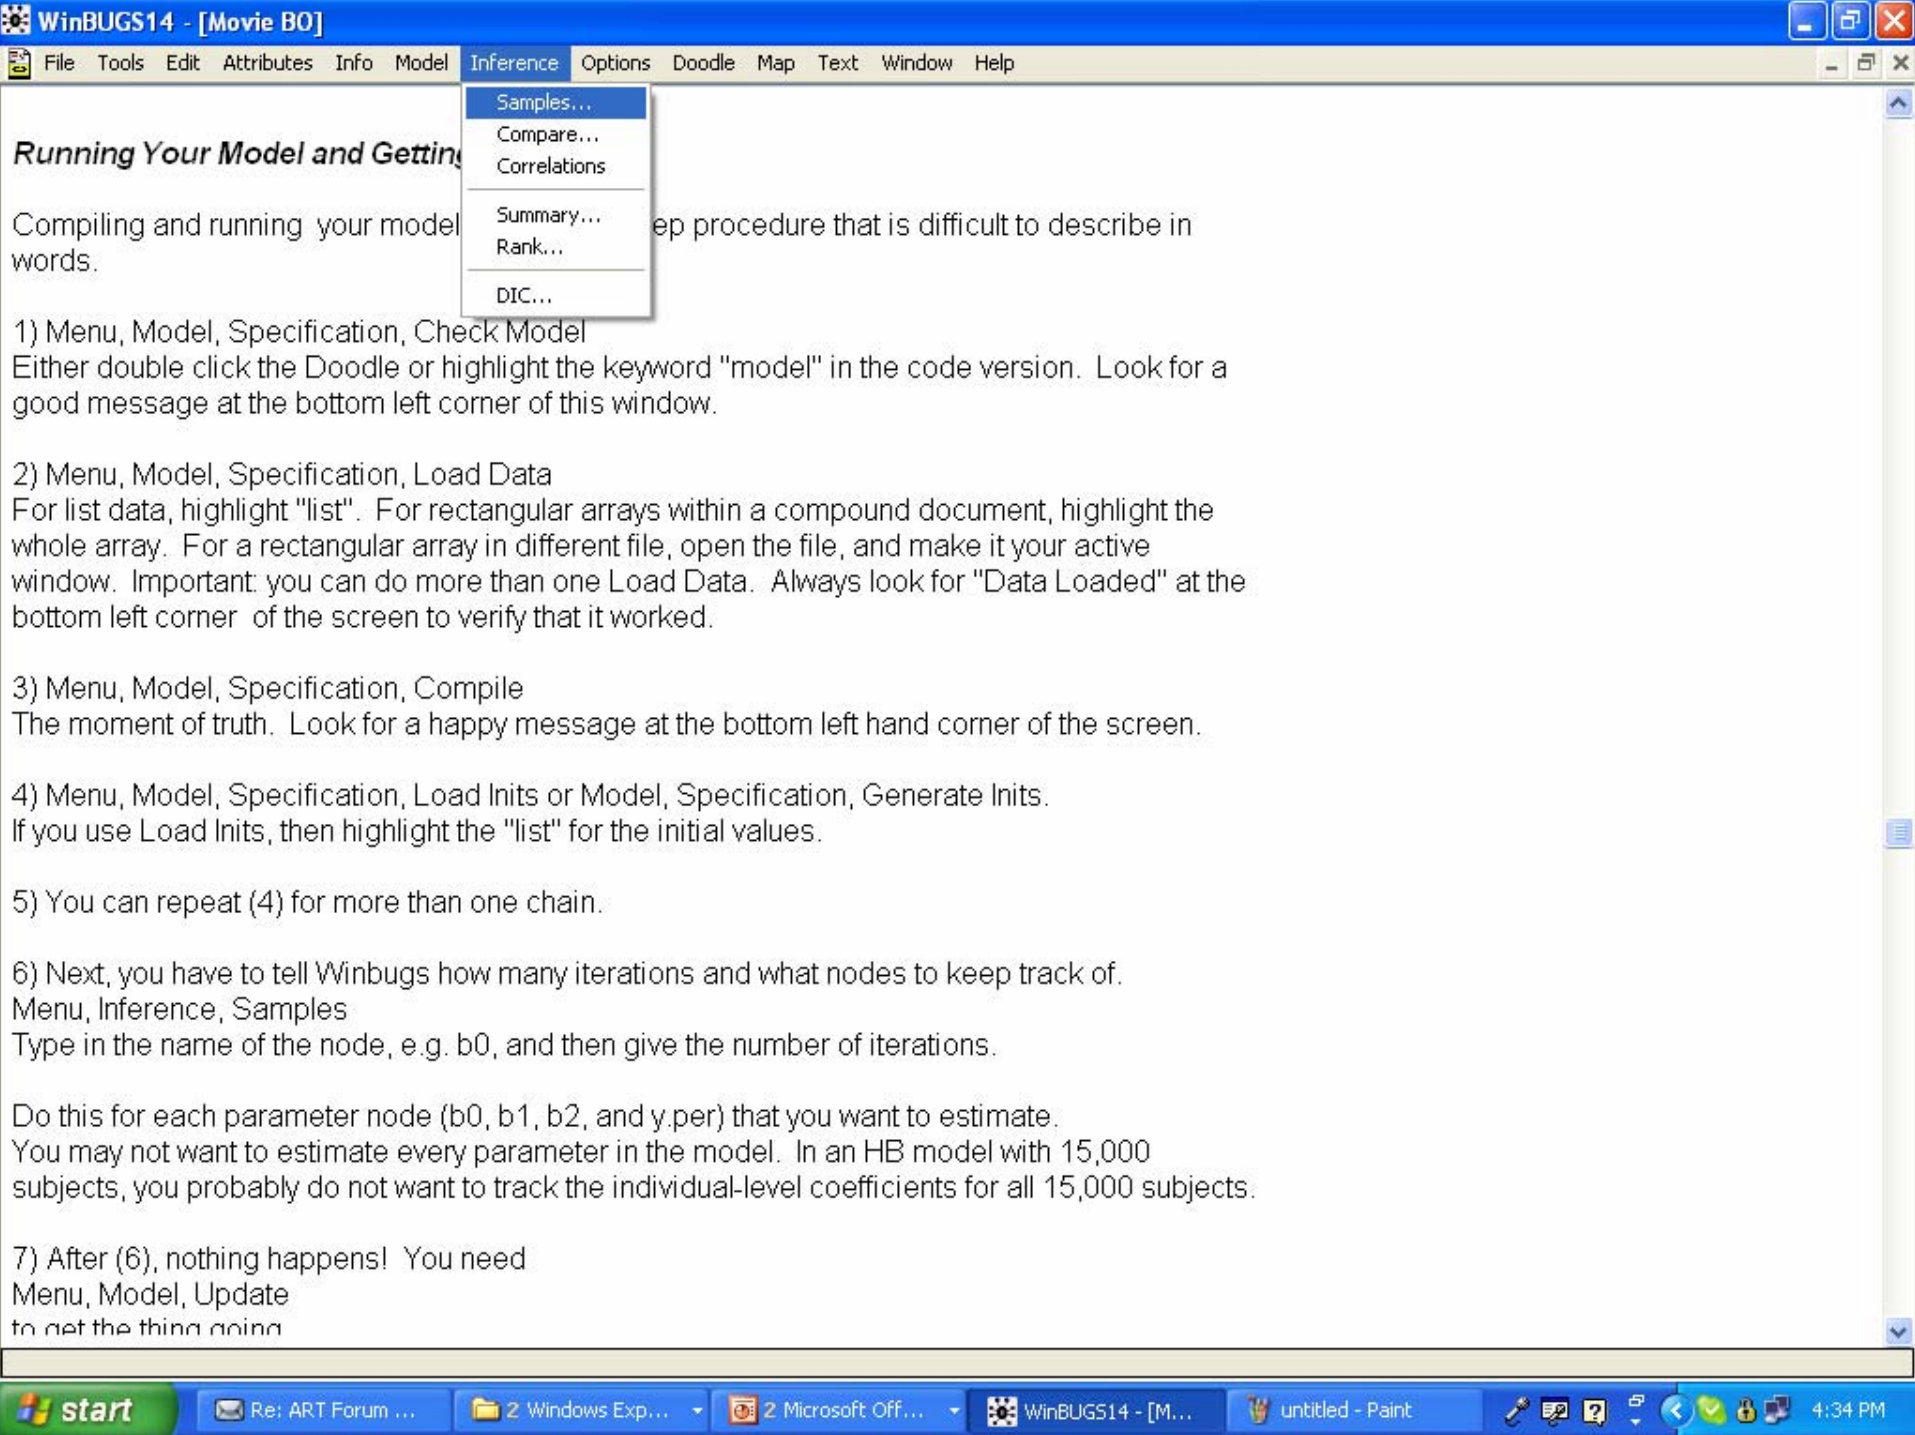 WinBUGS14 - [Movie BO]
File Tools Edit Attributes Info Model Inference Options Doodle Map Text Window Help
Samples...
Compare...
Correlations
Summary...
Rank...
DIC...
Running Your Model and Getting
Compiling and running your model ep procedure that is difficult to describe in
words.
1) Menu, Model, Specification, Check Model
Either double click the Doodle or highlight the keyword "model" in the code version. Look for a
good message at the bottom left corner of this window.
2) Menu, Model, Specification, Load Data
For list data, highlight "list". For rectangular arrays within a compound document, highlight the
whole array. For a rectangular array in different file, open the file, and make it your active
window. Important: you can do more than one Load Data. Always look for "Data Loaded" at the
bottom left corner of the screen to verify that it worked.
3) Menu, Model, Specification, Compile
The moment of truth. Look for a happy message at the bottom left hand corner of the screen.
4) Menu, Model, Specification, Load Inits or Model, Specification, Generate Inits.
If you use Load Inits, then highlight the "list" for the initial values.
5) You can repeat (4) for more than one chain.
6) Next, you have to tell Winbugs how many iterations and what nodes to keep track of.
Menu, Inference, Samples
Type in the name of the node, e.g. b0, and then give the number of iterations.
Do this for each parameter node (b0, b1, b2, and y.per) that you want to estimate.
You may not want to estimate every parameter in the model. In an HB model with 15,000
subjects, you probably do not want to track the individual-level coefficients for all 15,000 subjects.
7) After (6), nothing happens! You need
Menu, Model, Update
to get the thing going
start Re: ART Forum ... 2 Windows Exp... 2 Microsoft Off... WinBUGS14 - [M... untitled - Paint 4:34 PM